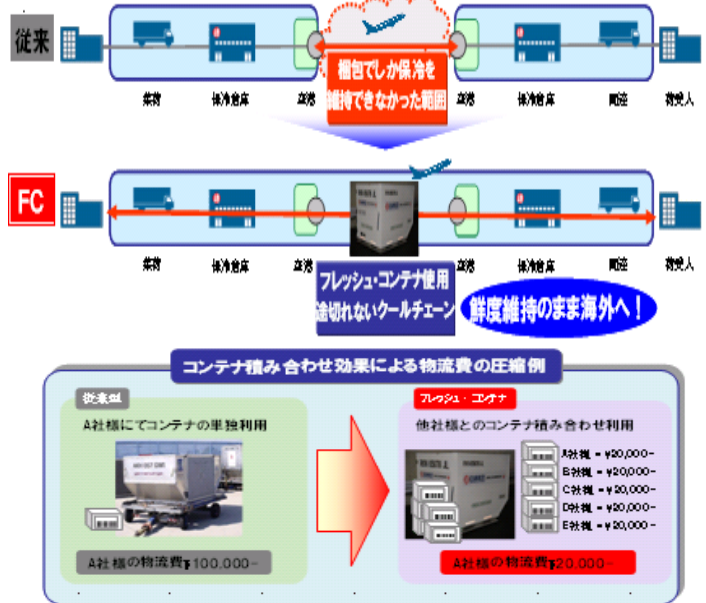 従来
梱包でしか保冷を
維持できなかった範囲
集荷 保冷倉庫 空港 空港 保冷倉庫 配送 荷受人
FC
フレッシュ・コンテナ使用
途切れないクールチェーン
集荷 保冷倉庫 空港 空港 保冷倉庫 配送 荷受人
鮮度維持のまま海外へ!
コンテナ積み合わせ効果による物流費の圧縮例
従来型
A社様にてコンテナの単独利用
A社様の物流費¥100,000-
フレッシュ・コンテナ
他社様とのコンテナ積み合わせ利用
A社様 = ¥20,000-
B社様 = ¥20,000-
C社様 = ¥20,000-
D社様 = ¥20,000-
E社様 = ¥20,000-
A社様の物流費¥20,000-